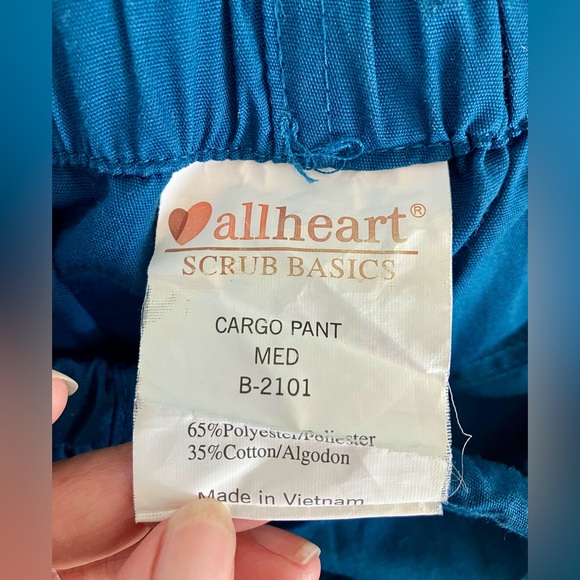 allheart®
SCRUB BASICS
CARGO PANT
MED
B-2101
65%Polyester/Poliester
35%Cotton/Algodon
Made in Vietnam